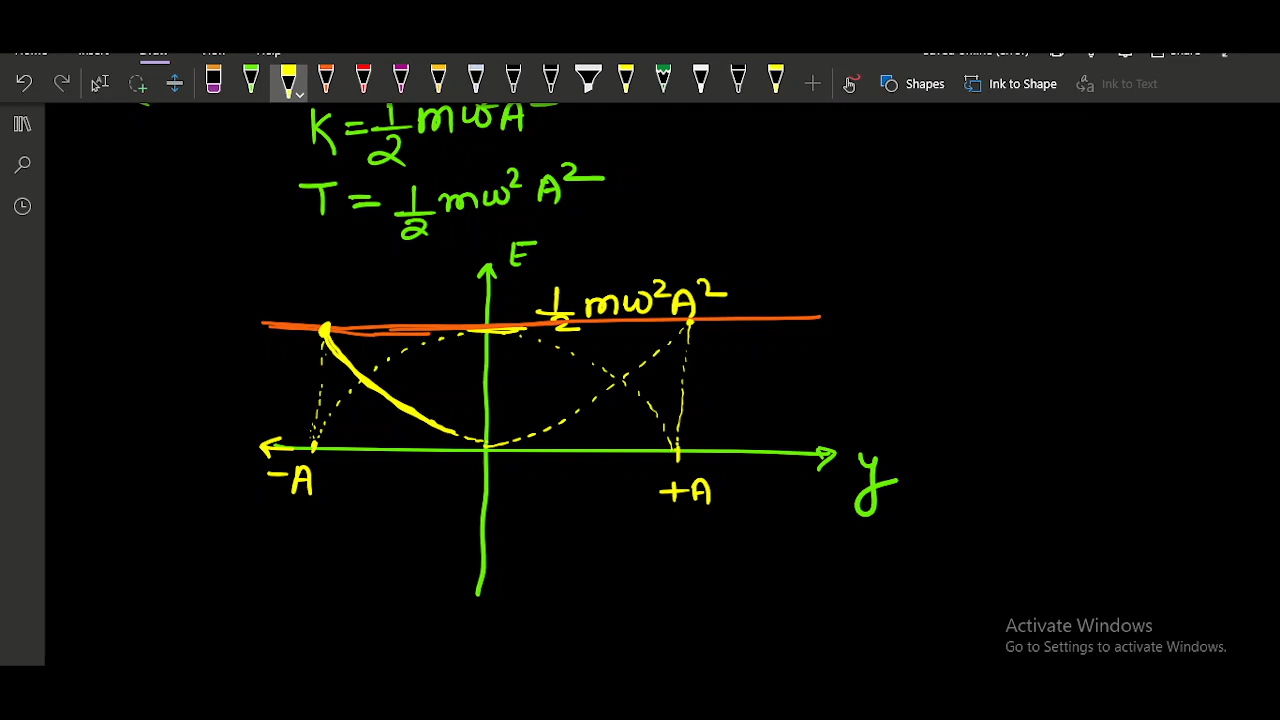 Shapes Ink to Shape Ink to Text
K = 1/2 mω²A²
T = 1/2 mω² A²
E
1/2 mω²A²
-A
+A
y
Activate Windows
Go to Settings to activate Windows.